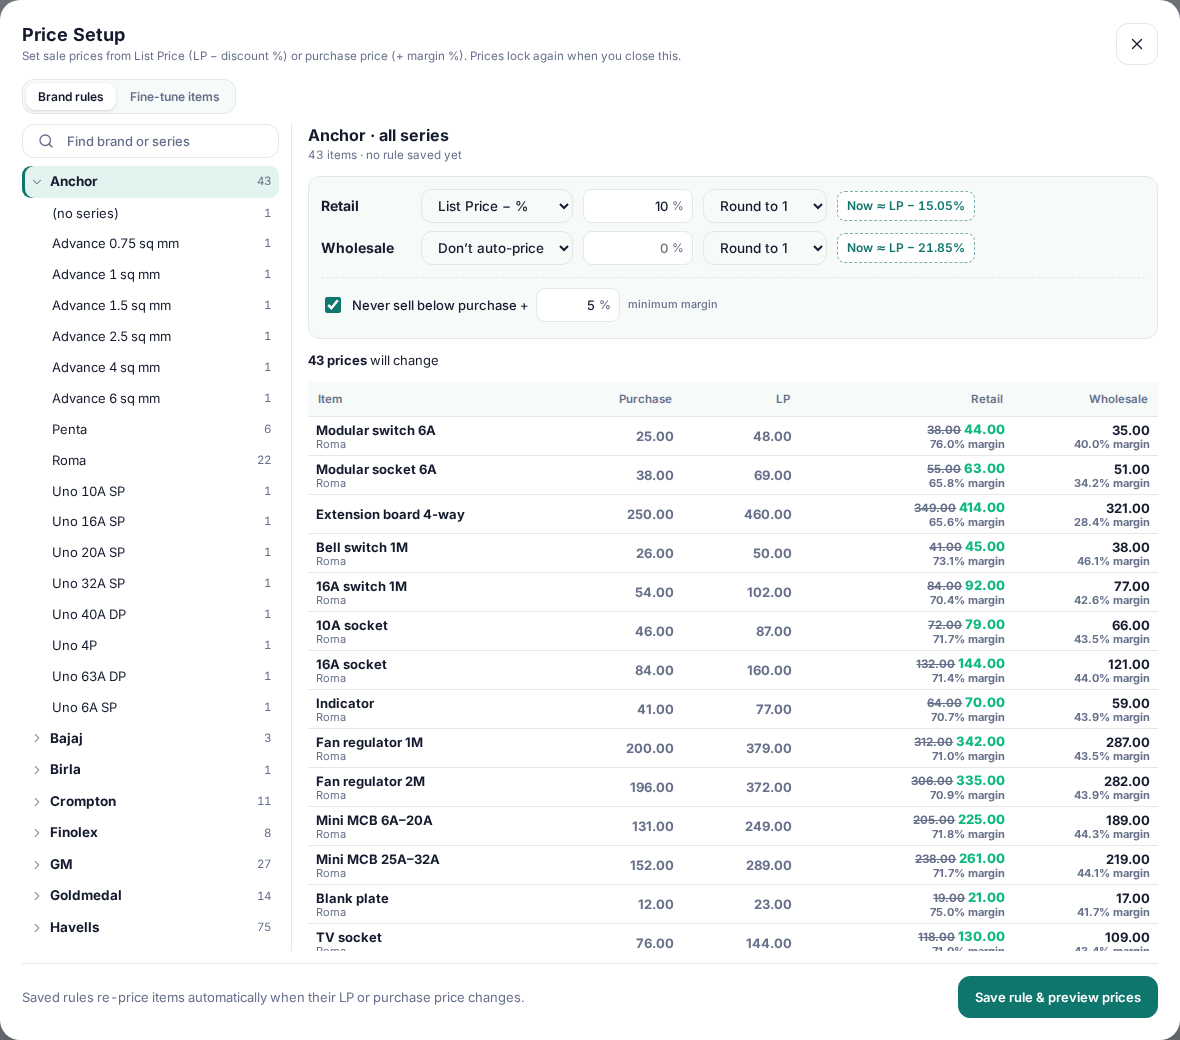 Price Setup
Set sale prices from List Price (LP − discount %) or purchase price (+ margin %). Prices lock again when you close this.
Brand rules
Fine-tune items
Find brand or series
Anchor 43
(no series) 1
Advance 0.75 sq mm 1
Advance 1 sq mm 1
Advance 1.5 sq mm 1
Advance 2.5 sq mm 1
Advance 4 sq mm 1
Advance 6 sq mm 1
Penta 6
Roma 22
Uno 10A SP 1
Uno 16A SP 1
Uno 20A SP 1
Uno 32A SP 1
Uno 40A DP 1
Uno 4P 1
Uno 63A DP 1
Uno 6A SP 1
Bajaj 3
Birla 1
Crompton 11
Finolex 8
GM 27
Goldmedal 14
Havells 75
Anchor · all series
43 items · no rule saved yet
Retail List Price − % 10 % Round to 1 Now ≈ LP − 15.05%
Wholesale Don’t auto-price 0 % Round to 1 Now ≈ LP − 21.85%
Never sell below purchase + 5 % minimum margin
43 prices will change
Item Purchase LP Retail Wholesale
Modular switch 6A 25.00 48.00 38.00 44.00 35.00
Roma 76.0% margin 40.0% margin
Modular socket 6A 38.00 69.00 55.00 63.00 51.00
Roma 65.8% margin 34.2% margin
Extension board 4-way 250.00 460.00 349.00 414.00 321.00
65.6% margin 28.4% margin
Bell switch 1M 26.00 50.00 41.00 45.00 38.00
Roma 73.1% margin 46.1% margin
16A switch 1M 54.00 102.00 84.00 92.00 77.00
Roma 70.4% margin 42.6% margin
10A socket 46.00 87.00 72.00 79.00 66.00
Roma 71.7% margin 43.5% margin
16A socket 84.00 160.00 132.00 144.00 121.00
Roma 71.4% margin 44.0% margin
Indicator 41.00 77.00 64.00 70.00 59.00
Roma 70.7% margin 43.9% margin
Fan regulator 1M 200.00 379.00 312.00 342.00 287.00
Roma 71.0% margin 43.5% margin
Fan regulator 2M 196.00 372.00 306.00 335.00 282.00
Roma 70.9% margin 43.9% margin
Mini MCB 6A–20A 131.00 249.00 205.00 225.00 189.00
Roma 71.8% margin 44.3% margin
Mini MCB 25A–32A 152.00 289.00 238.00 261.00 219.00
Roma 71.7% margin 44.1% margin
Blank plate 12.00 23.00 19.00 21.00 17.00
Roma 75.0% margin 41.7% margin
TV socket 76.00 144.00 118.00 130.00 109.00
Roma 71.0% margin 43.4% margin
Saved rules re-price items automatically when their LP or purchase price changes.
Save rule & preview prices